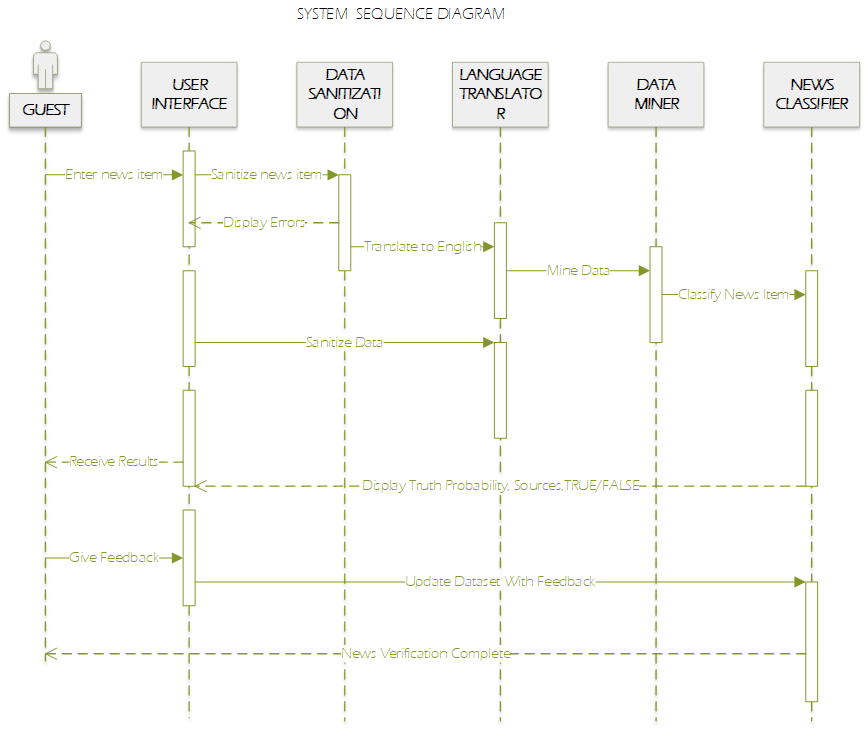 SYSTEM SEQUENCE DIAGRAM
GUEST
USER
INTERFACE
DATA
SANITIZATI
ON
LANGUAGE
TRANSLATO
R
DATA
MINER
NEWS
CLASSIFIER
Enter news item
Sanitize news item
Display Errors
Translate to English
Mine Data
Classify News Item
Sanitize Data
Receive Results
Display Truth Probability, Sources,TRUE/FALSE
Give Feedback
Update Dataset With Feedback
News Verification Complete